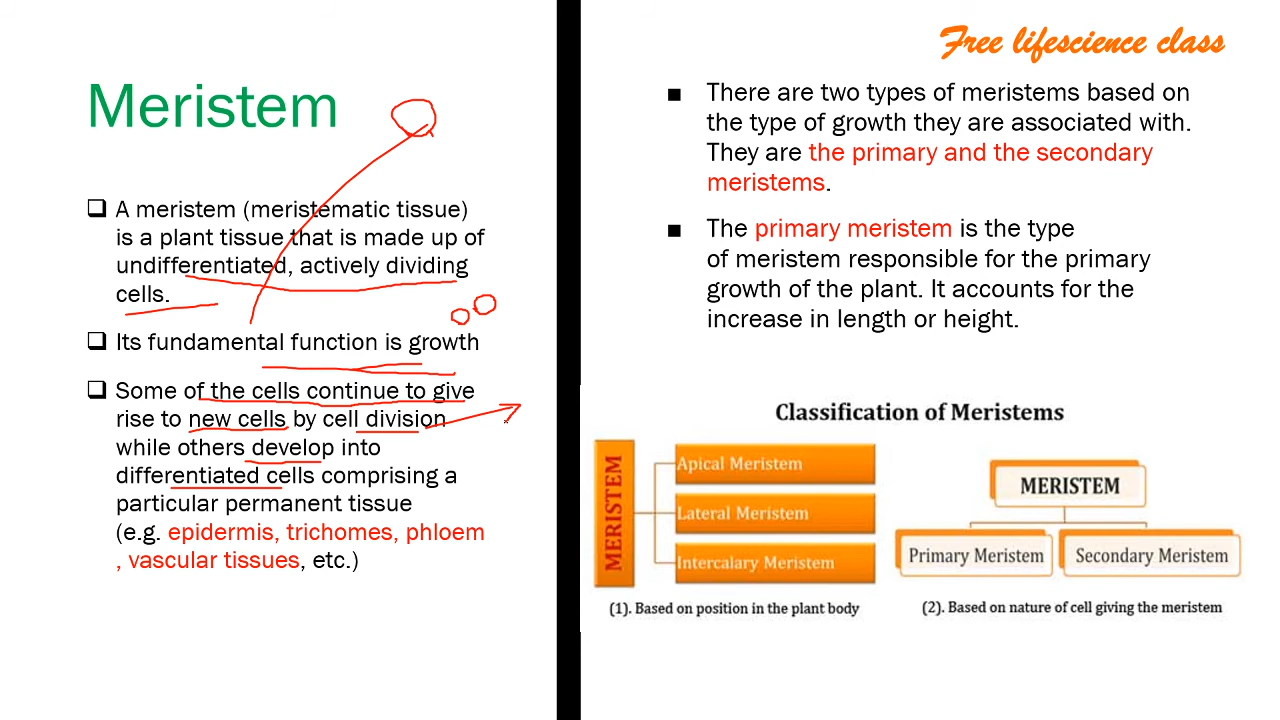 Free lifescience class
Meristem
❑ A meristem (meristematic tissue)
is a plant tissue that is made up of
undifferentiated, actively dividing
cells.
❑ Its fundamental function is growth
❑ Some of the cells continue to give
rise to new cells by cell division
while others develop into
differentiated cells comprising a
particular permanent tissue
(e.g. epidermis, trichomes, phloem
, vascular tissues, etc.)
▪ There are two types of meristems based on
the type of growth they are associated with.
They are the primary and the secondary
meristems.
▪ The primary meristem is the type
of meristem responsible for the primary
growth of the plant. It accounts for the
increase in length or height.
Classification of Meristems
MERISTEM
Apical Meristem
Lateral Meristem
Intercalary Meristem
(1). Based on position in the plant body
MERISTEM
Primary Meristem
Secondary Meristem
(2). Based on nature of cell giving the meristem